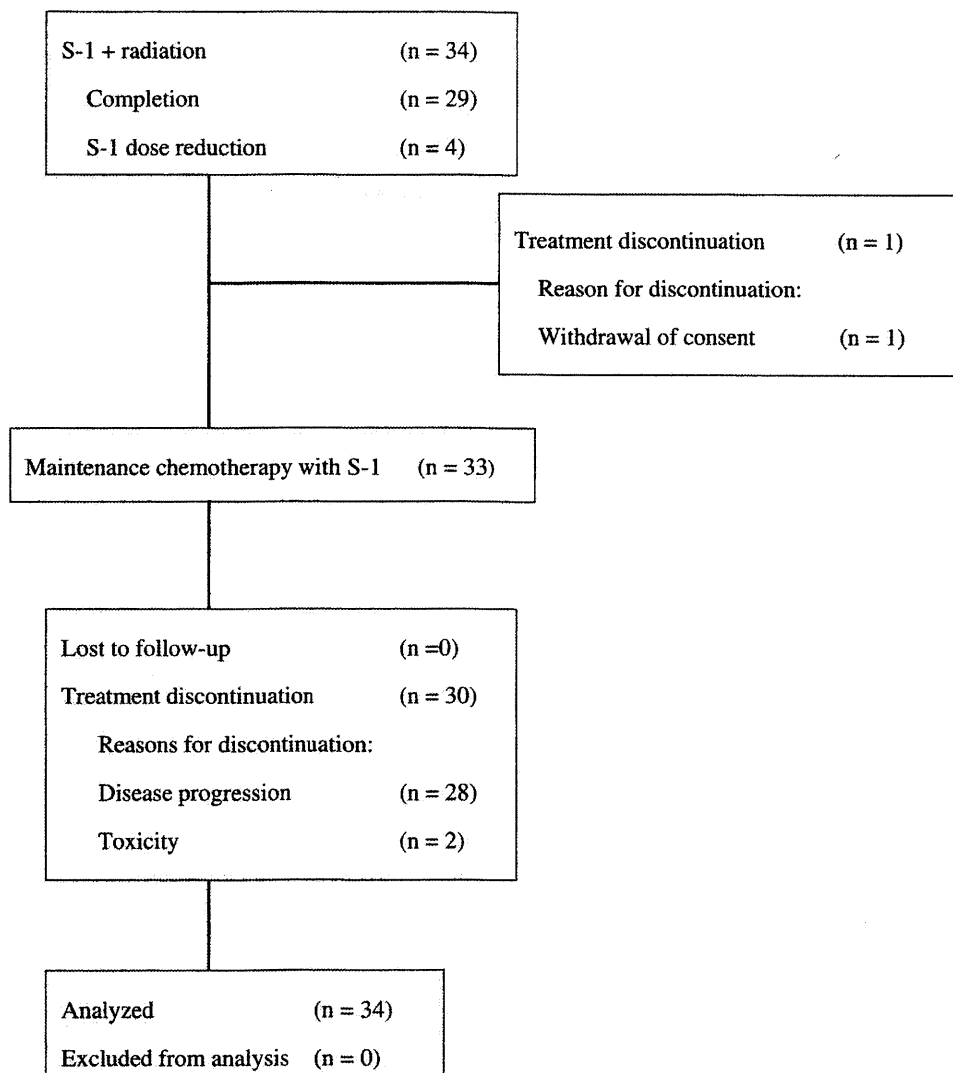 S-1 + radiation (n = 34)
Completion (n = 29)
S-1 dose reduction (n = 4)
Treatment discontinuation (n = 1)
Reason for discontinuation:
Withdrawal of consent (n = 1)
Maintenance chemotherapy with S-1 (n = 33)
Lost to follow-up (n =0)
Treatment discontinuation (n = 30)
Reasons for discontinuation:
Disease progression (n = 28)
Toxicity (n = 2)
Analyzed (n = 34)
Excluded from analysis (n = 0)